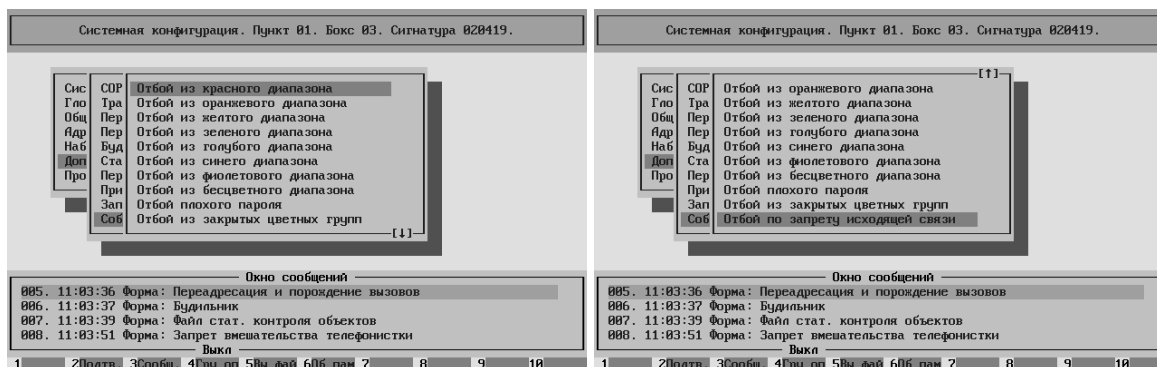 Системная конфигурация. Пункт 01. Бокс 03. Сигнатура 020419.
Сис СОР Отбой из красного диапазона
Гло Тра Отбой из оранжевого диапазона
Общ Пер Отбой из желтого диапазона
Адр Пер Отбой из зеленого диапазона
Наб Буд Отбой из голубого диапазона
Доп Ста Отбой из синего диапазона
Про Пер Отбой из фиолетового диапазона
При Отбой из бесцветного диапазона
Зап Отбой плохого пароля
Соб Отбой из закрытых цветных групп
[↓]
Окно сообщений
005. 11:03:36 Форма: Переадресация и порождение вызовов
006. 11:03:37 Форма: Будильник
007. 11:03:39 Форма: Файл стат. контроля объектов
008. 11:03:51 Форма: Запрет вмешательства телефонистки
Выкл
1 2Подтв 3Сообщ 4Гру оп 5Вы фай 6Об пам 7 8 9 10
Системная конфигурация. Пункт 01. Бокс 03. Сигнатура 020419.
[↑]
Сис СОР Отбой из оранжевого диапазона
Гло Тра Отбой из желтого диапазона
Общ Пер Отбой из зеленого диапазона
Адр Пер Отбой из голубого диапазона
Наб Буд Отбой из синего диапазона
Доп Ста Отбой из фиолетового диапазона
Про Пер Отбой из бесцветного диапазона
При Отбой плохого пароля
Зап Отбой из закрытых цветных групп
Соб Отбой по запрету исходящей связи
Окно сообщений
005. 11:03:36 Форма: Переадресация и порождение вызовов
006. 11:03:37 Форма: Будильник
007. 11:03:39 Форма: Файл стат. контроля объектов
008. 11:03:51 Форма: Запрет вмешательства телефонистки
Выкл
1 2Подтв 3Сообщ 4Гру оп 5Вы фай 6Об пам 7 8 9 10